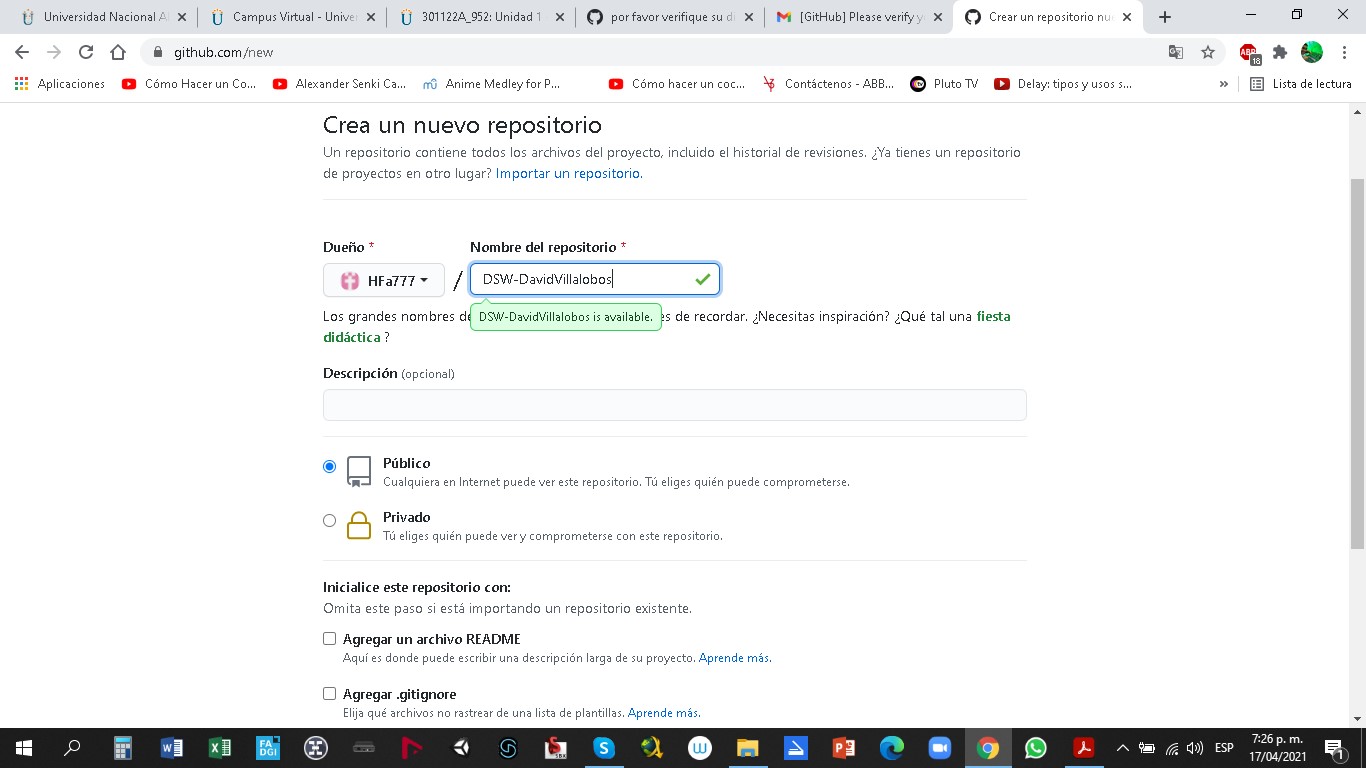 Universidad Nacional A
Campus Virtual - Univer
301122A_952: Unidad 1
por favor verifique su di
[GitHub] Please verify y
Crear un repositorio nu
github.com/new
ABP
18
Aplicaciones
Cómo Hacer un Co...
Alexander Senki Ca...
Anime Medley for P...
Cómo hacer un coc...
Contáctenos - ABB...
Pluto TV
Delay: tipos y usos s...
»
Lista de lectura
Crea un nuevo repositorio
Un repositorio contiene todos los archivos del proyecto, incluido el historial de revisiones. ¿Ya tienes un repositorio
de proyectos en otro lugar? Importar un repositorio.
Dueño *
Nombre del repositorio *
HFa777
/
DSW-DavidVillalobos
Los grandes nombres de
DSW-DavidVillalobos is available.
es de recordar. ¿Necesitas inspiración? ¿Qué tal una fiesta
didáctica ?
Descripción (opcional)
Público
Cualquiera en Internet puede ver este repositorio. Tú eliges quién puede comprometerse.
Privado
Tú eliges quién puede ver y comprometerse con este repositorio.
Inicialice este repositorio con:
Omita este paso si está importando un repositorio existente.
Agregar un archivo README
Aquí es donde puede escribir una descripción larga de su proyecto. Aprende más.
Agregar .gitignore
Elija qué archivos no rastrear de una lista de plantillas. Aprende más.
FA
DGI
ESP
7:26 p. m.
17/04/2021
1